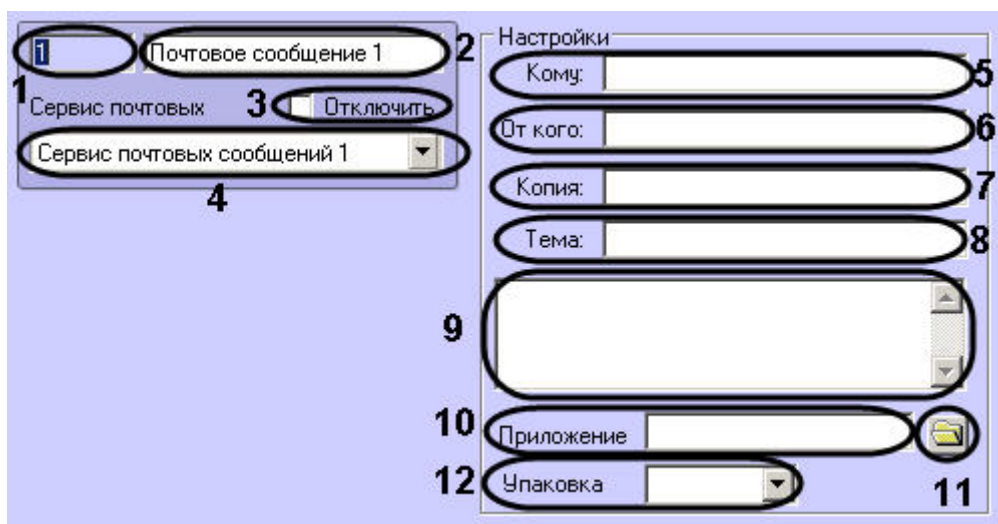 1 Почтовое сообщение 1 2
1
Сервис почтовых 3 Отключить
Сервис почтовых сообщений 1
4
Настройки
Кому: 5
От кого: 6
Копия: 7
Тема: 8
9
10 Приложение
11
12 Упаковка